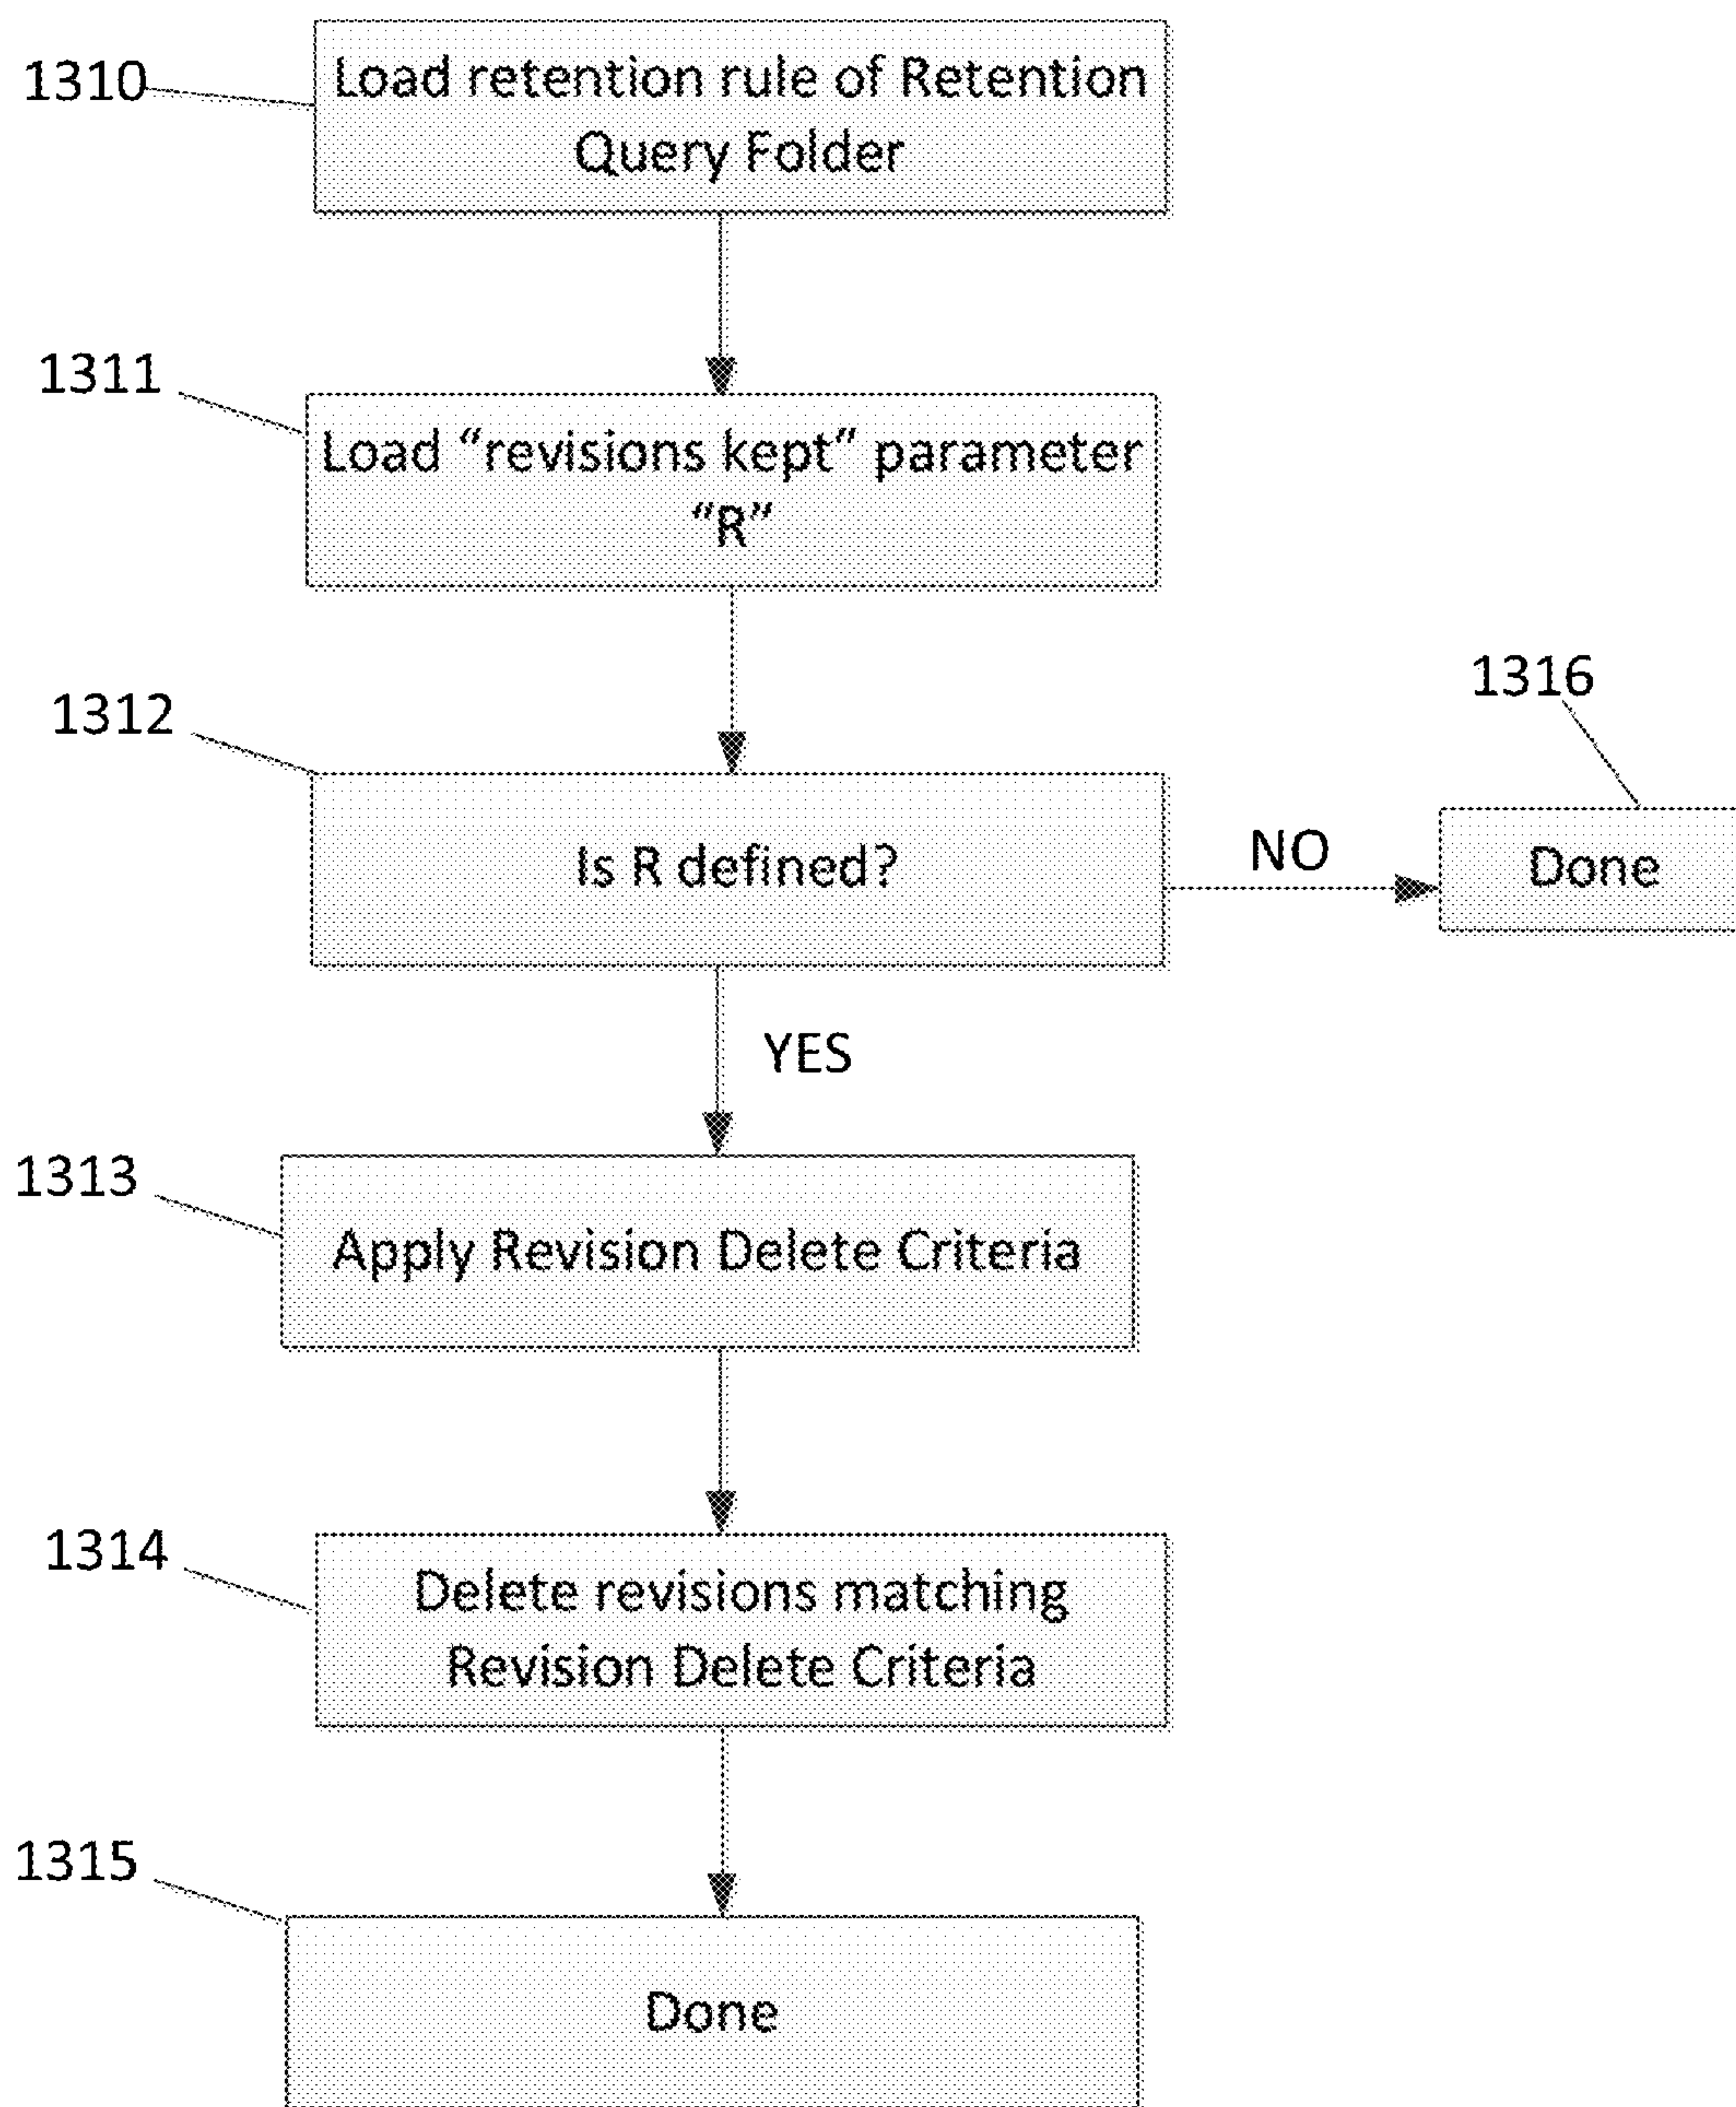 1310
Load retention rule of Retention
Query Folder
1311
Load “revisions kept” parameter
“R”
1312
Is R defined?
NO
1316
Done
YES
1313
Apply Revision Delete Criteria
1314
Delete revisions matching
Revision Delete Criteria
1315
Done